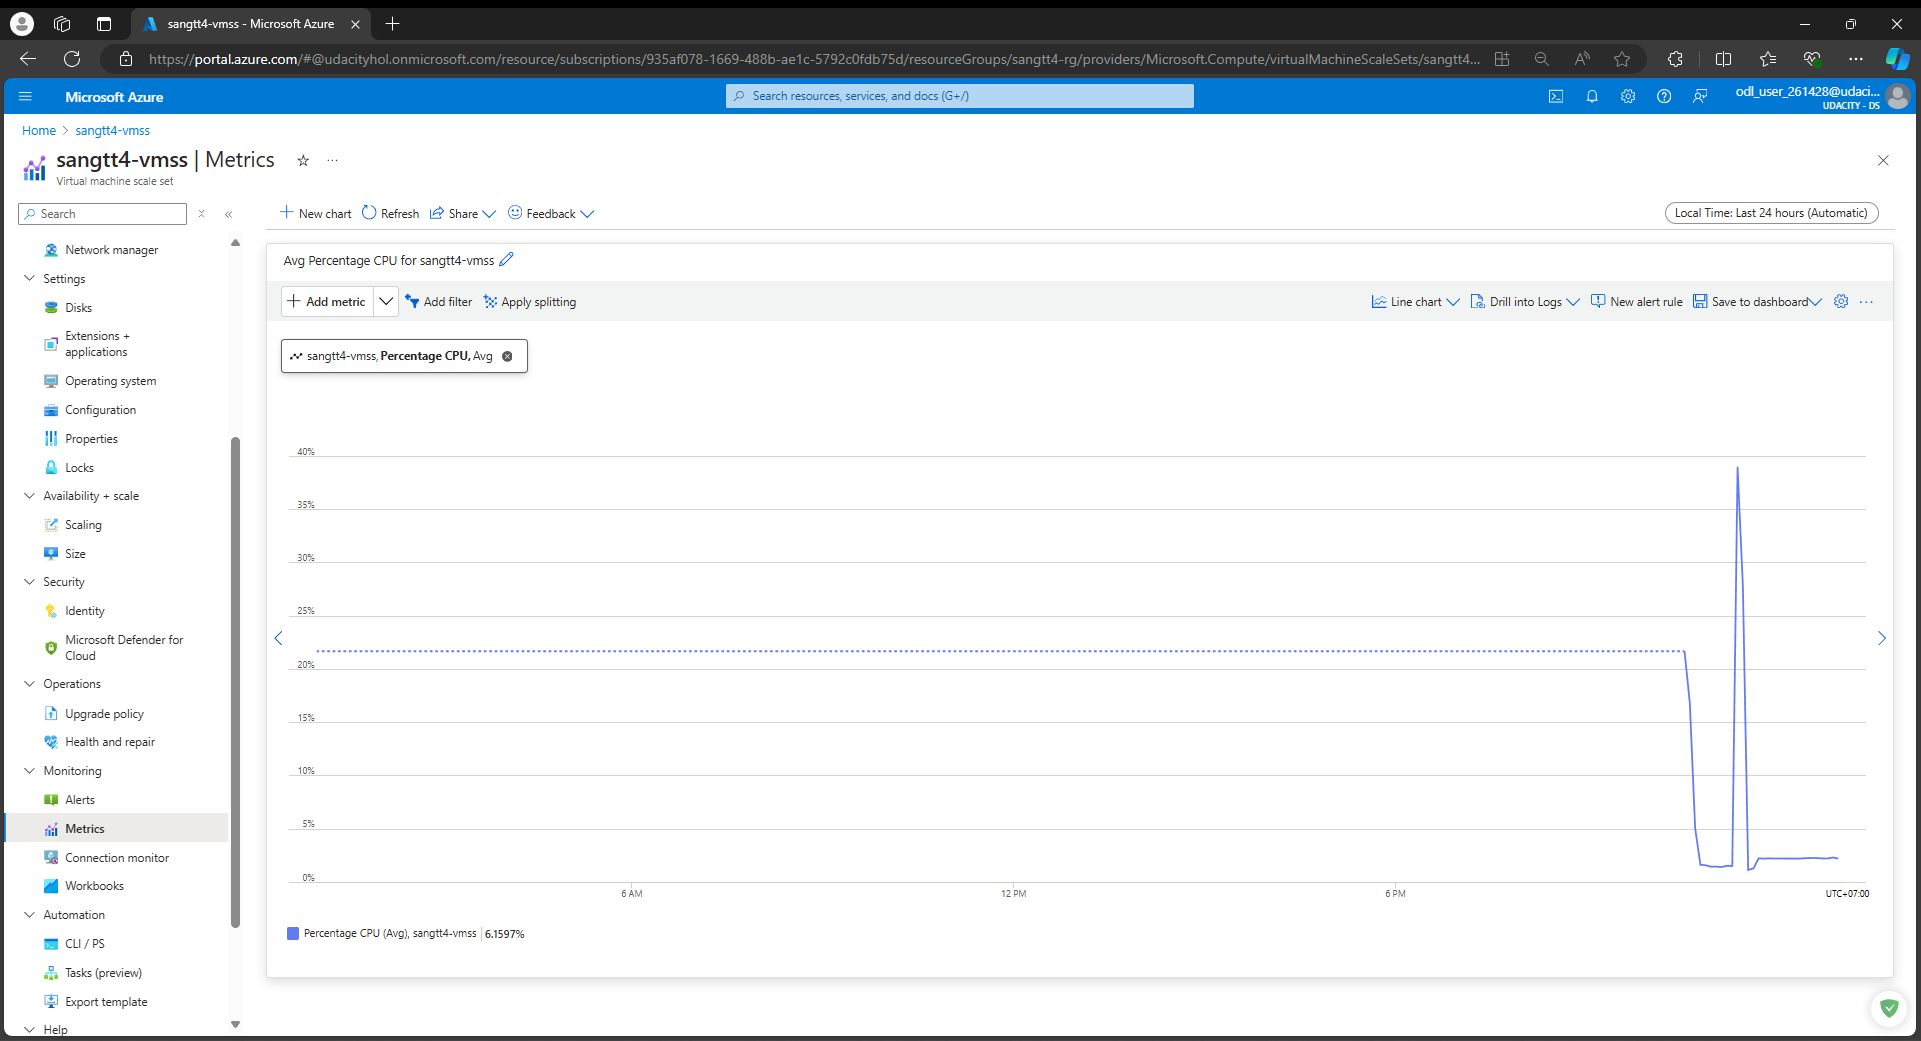 sangtt4-vmss - Microsoft Azure
https://portal.azure.com/#@udacityhol.onmicrosoft.com/resource/subscriptions/935af078-1669-488b-ae1c-5792c0fdb75d/resourceGroups/sangtt4-rg/providers/Microsoft.Compute/virtualMachineScaleSets/sangtt4...
Microsoft Azure
Search resources, services, and docs (G+/)
odl_user_261428@udaci...
UDACITY - DS
Home > sangtt4-vmss
sangtt4-vmss | Metrics
Virtual machine scale set
Search
New chart
Refresh
Share
Feedback
Local Time: Last 24 hours (Automatic)
Network manager
Settings
Disks
Extensions +
applications
Operating system
Configuration
Properties
Locks
Availability + scale
Scaling
Size
Security
Identity
Microsoft Defender for
Cloud
Operations
Upgrade policy
Health and repair
Monitoring
Alerts
Metrics
Connection monitor
Workbooks
Automation
CLI / PS
Tasks (preview)
Export template
Help
Avg Percentage CPU for sangtt4-vmss
Add metric
Add filter
Apply splitting
Line chart
Drill into Logs
New alert rule
Save to dashboard
sangtt4-vmss, Percentage CPU, Avg
40%
35%
30%
25%
20%
15%
10%
5%
0%
6 AM
12 PM
6 PM
UTC+07:00
Percentage CPU (Avg), sangtt4-vmss | 6.1597%